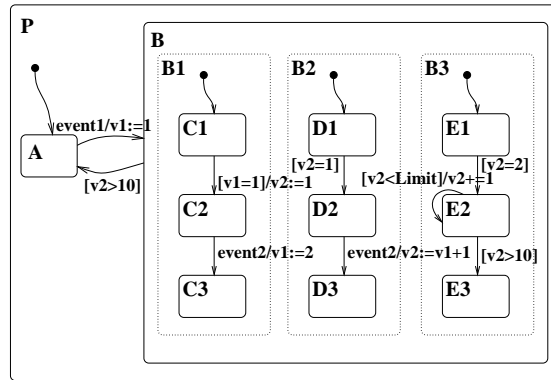 P
B
B1 B2 B3
A
event1/v1:=1
[v2>10]
C1 D1 E1
[v1=1]/v2:=1
[v2=1]
[v2=2]
[v2<Limit]/v2+=1
C2 D2 E2
event2/v1:=2
event2/v2:=v1+1
[v2>10]
C3 D3 E3